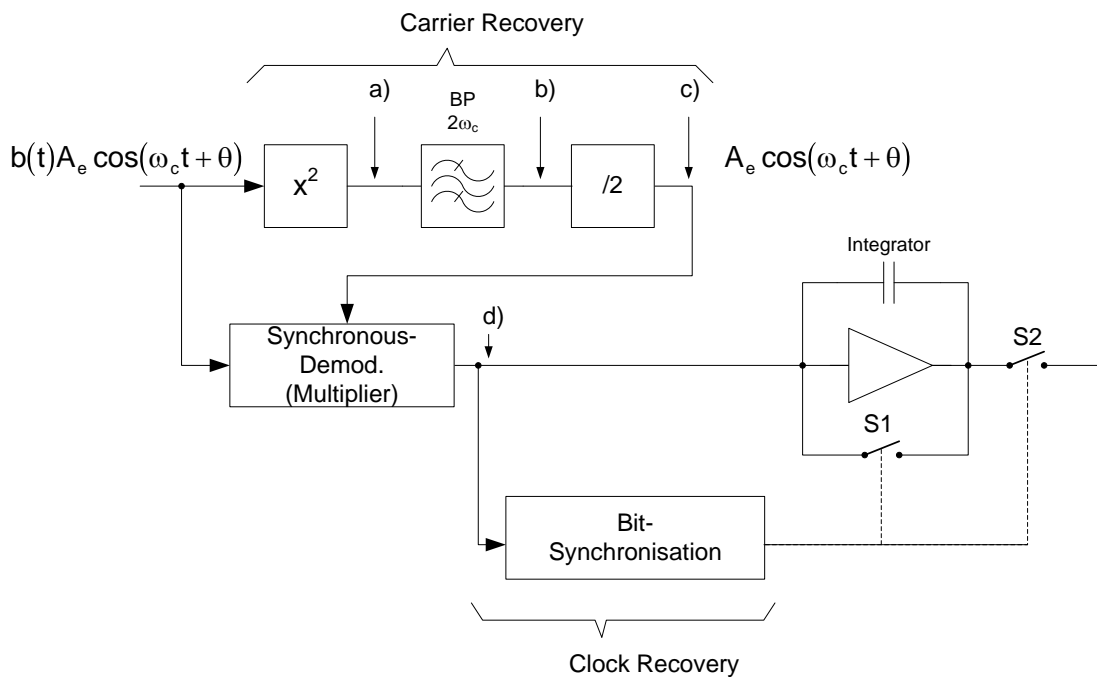 Carrier Recovery
a)
BP
2ω_c
b)
c)
b(t)A_e cos(ω_c t + θ)
x²
/2
A_e cos(ω_c t + θ)
Integrator
d)
Synchronous-
Demod.
(Multiplier)
S2
S1
Bit-
Synchronisation
Clock Recovery